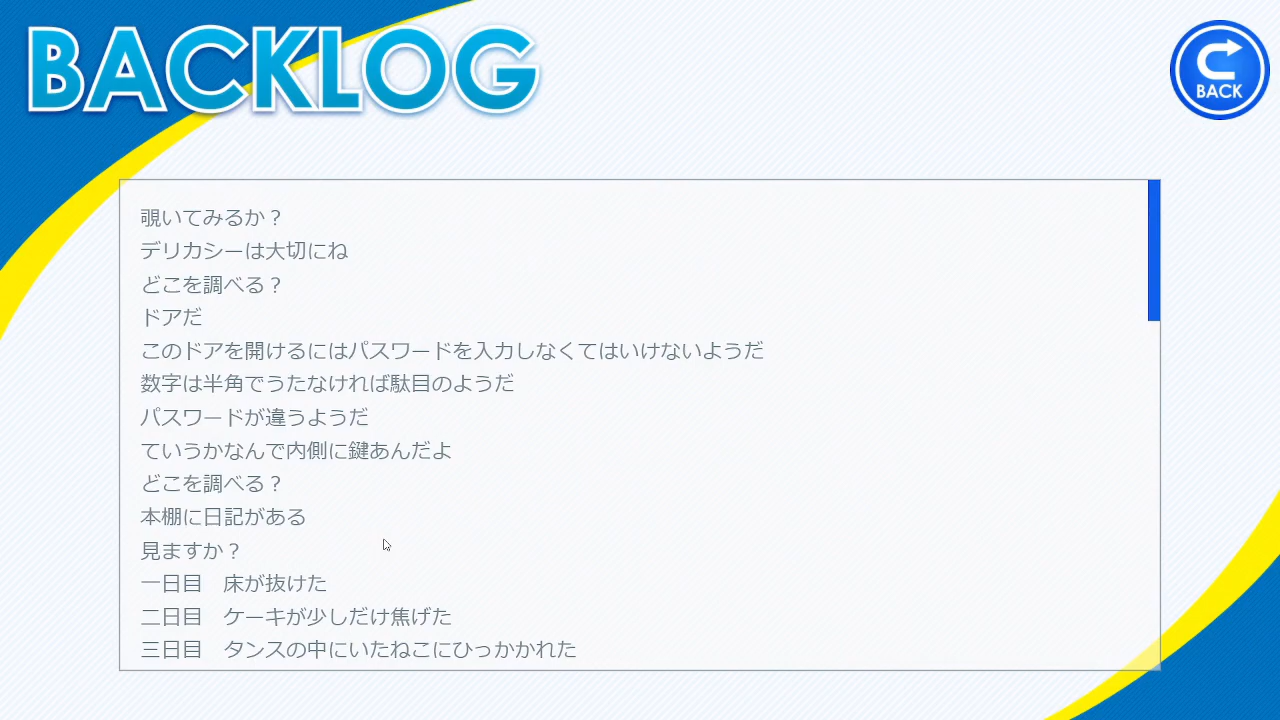 BACKLOG
BACK
覗いてみるか？
デリカシーは大切にね
どこを調べる？
ドアだ
このドアを開けるにはパスワードを入力しなくてはいけないようだ
数字は半角でうたなければ駄目のようだ
パスワードが違うようだ
ていうかなんで内側に鍵あんだよ
どこを調べる？
本棚に日記がある
見ますか？
一日目　床が抜けた
二日目　ケーキが少しだけ焦げた
三日目　タンスの中にいたねこにひっかかれた